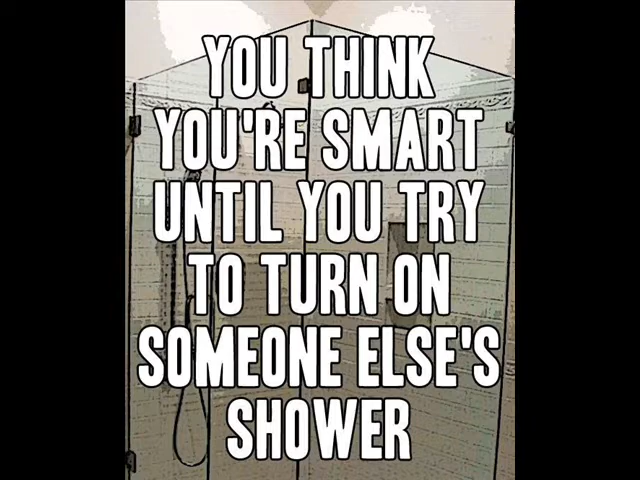 YOU THINK
YOU'RE SMART
UNTIL YOU TRY
TO TURN ON
SOMEONE ELSE'S
SHOWER